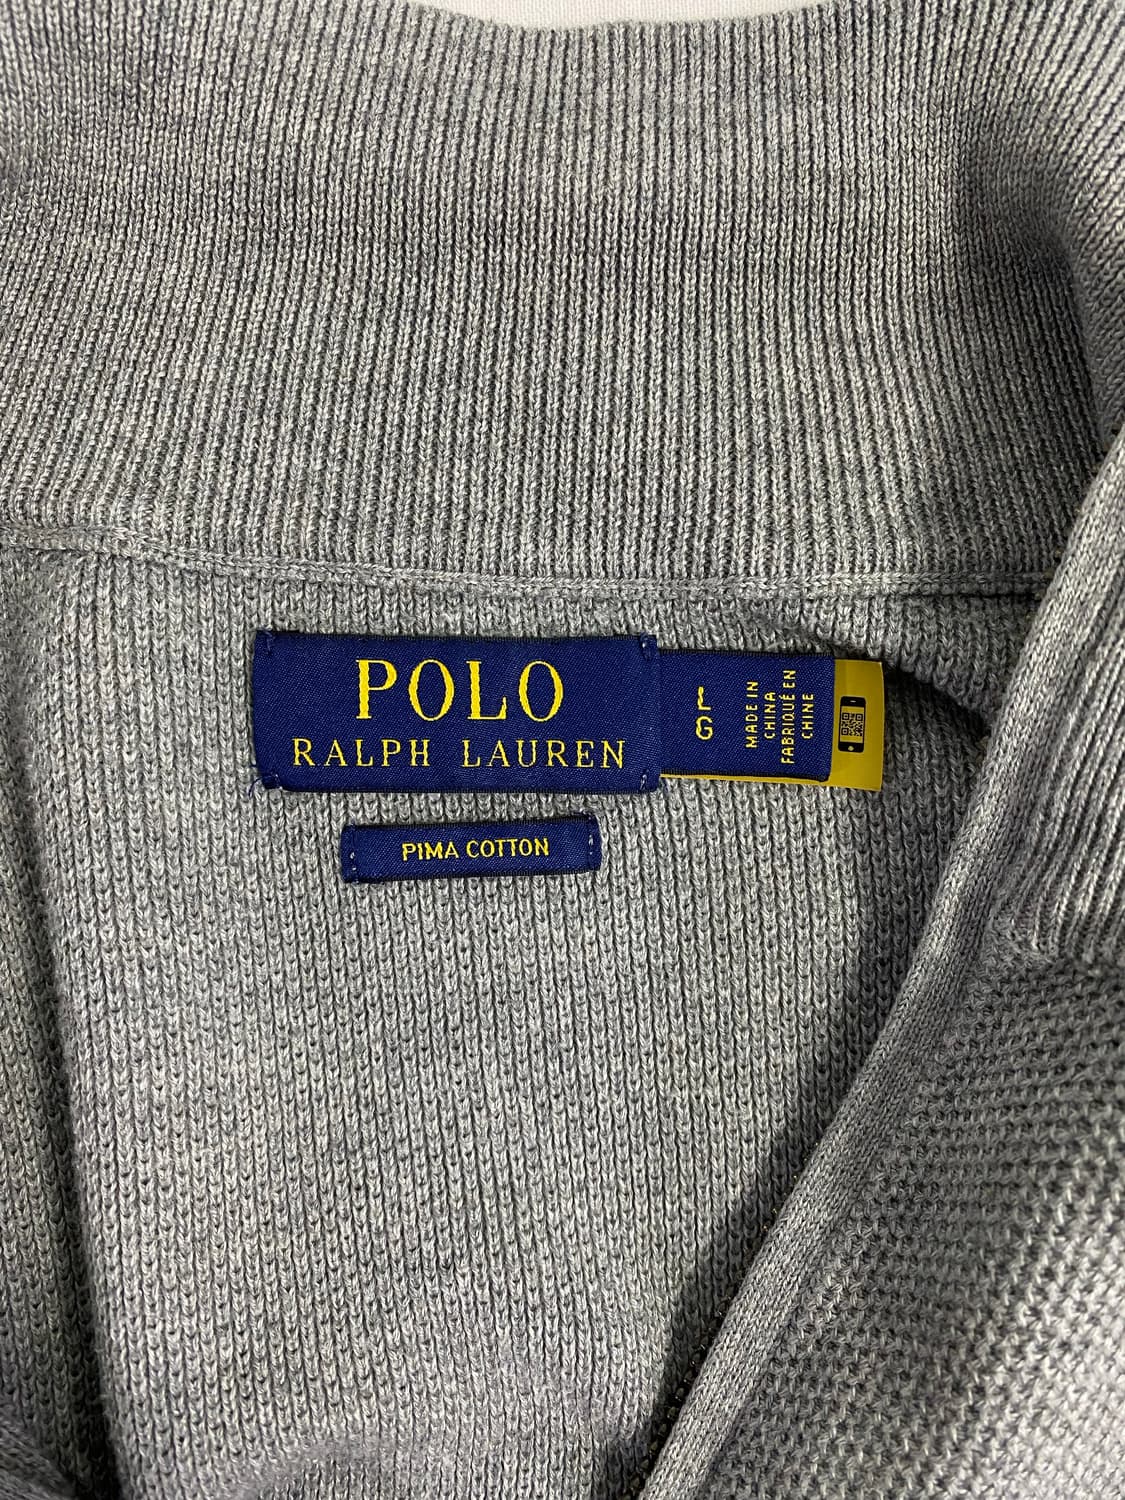 POLO
RALPH LAUREN
L
G
MADE IN
CHINA
FABRIQUÉ EN
CHINE
PIMA COTTON